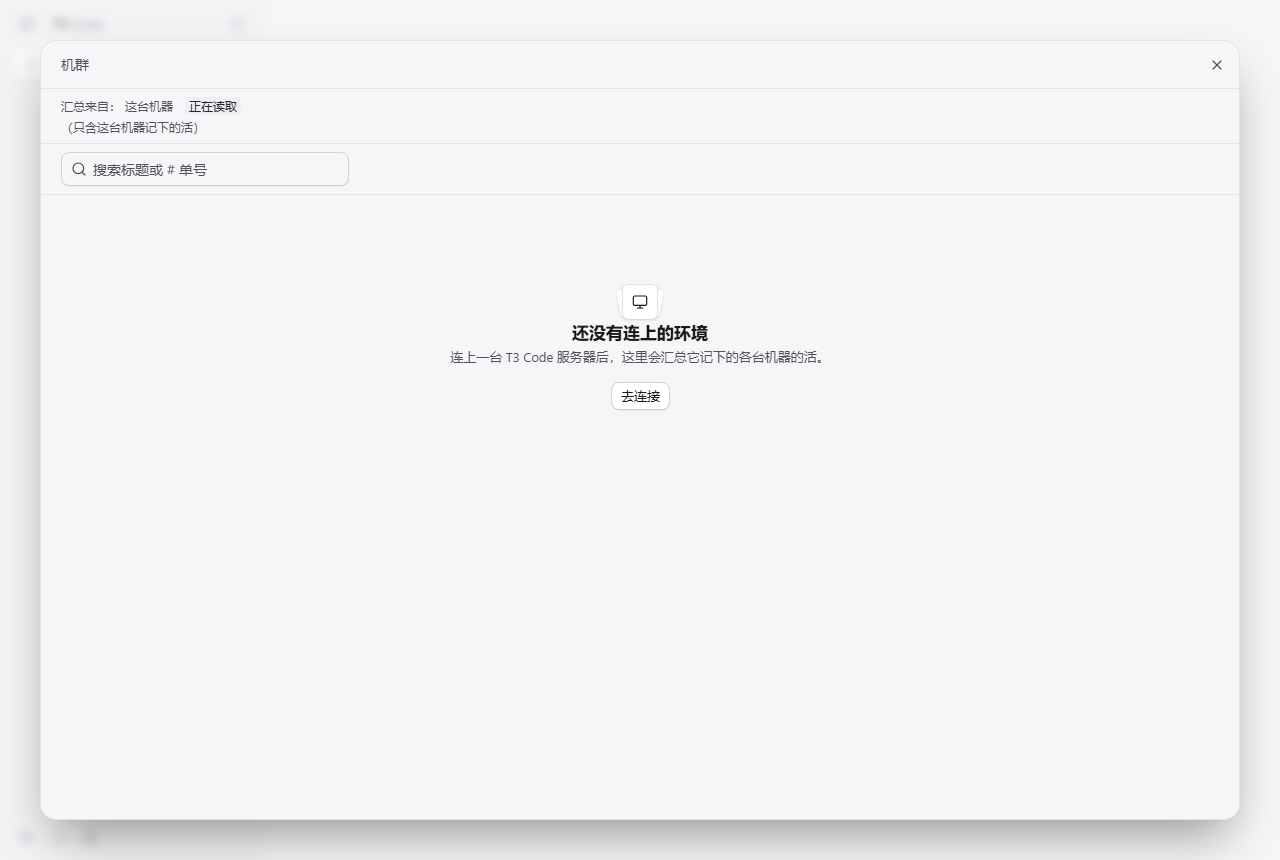 机群
汇总来自： 这台机器 正在读取
（只含这台机器记下的活）
搜索标题或 # 单号
还没有连上的环境
连上一台 T3 Code 服务器后，这里会汇总它记下的各台机器的活。
去连接